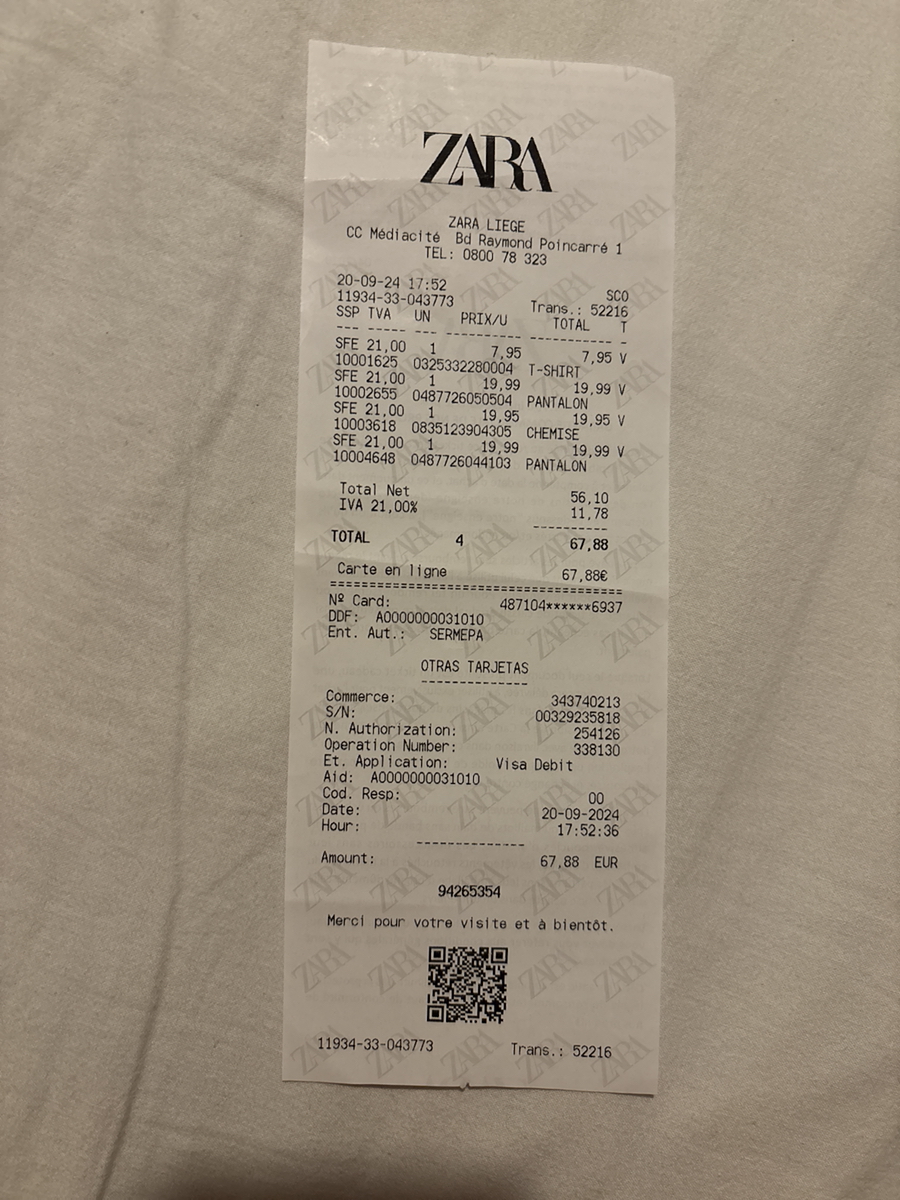 ZARA
ZARA LIEGE
CC Médiacité Bd Raymond Poincarré 1
TEL: 0800 78 323
20-09-24 17:52 SCO
11934-33-043773 Trans.: 52216
SSP TVA UN PRIX/U TOTAL T
--- --- ---- ---------- ----------- -
SFE 21,00 1 7,95 7,95 V
10001625 0325332280004 T-SHIRT
SFE 21,00 1 19,99 19,99 V
10002655 0487726050504 PANTALON
SFE 21,00 1 19,95 19,95 V
10003618 0835123904305 CHEMISE
SFE 21,00 1 19,99 19,99 V
10004648 0487726044103 PANTALON
Total Net 56,10
IVA 21,00% 11,78
----------
TOTAL 4 67,88
Carte en ligne 67,88€
======================================
Nº Card: 487104******6937
DDF: A0000000031010
Ent. Aut.: SERMEPA
OTRAS TARJETAS
--------------
Commerce: 343740213
S/N: 00329235818
N. Authorization: 254126
Operation Number: 338130
Et. Application: Visa Debit
Aid: A0000000031010
Cod. Resp: 00
Date: 20-09-2024
Hour: 17:52:36
--------------
Amount: 67,88 EUR
94265354
Merci pour votre visite et à bientôt.
11934-33-043773 Trans.: 52216